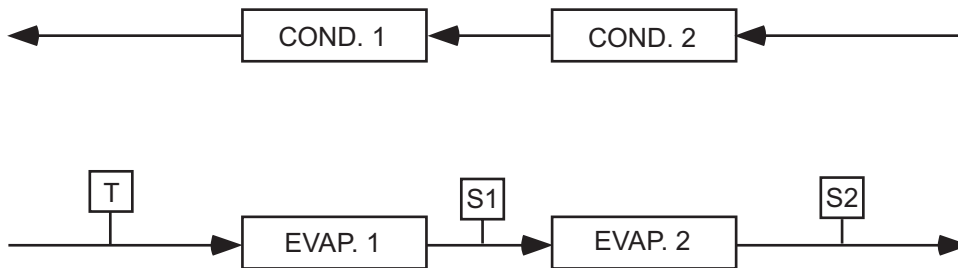 COND. 1
COND. 2
T
S1
S2
EVAP. 1
EVAP. 2